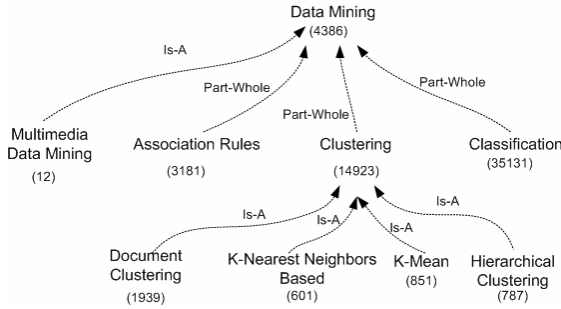 Data Mining
(4386)
Is-A
Part-Whole
Part-Whole
Part-Whole
Multimedia
Data Mining
(12)
Association Rules
(3181)
Clustering
(14923)
Classification
(35131)
Is-A
Is-A
Is-A
Is-A
Document
Clustering
(1939)
K-Nearest Neighbors
Based
(601)
K-Mean
(851)
Hierarchical
Clustering
(787)